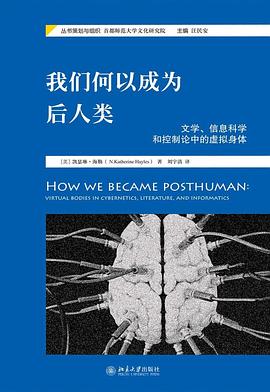 丛书策划与组织 首都师范大学文化研究院 主编 汪民安
我们何以成为
后人类
文学、信息科学
和控制论中的虚拟身体
［美］凯瑟琳·海勒（N.Katherine Hayles） 著 刘宇清 译
HOW WE BECAME POSTHUMAN:
VIRTUAL BODIES IN CYBERNETICS, LITERATURE, AND INFORMATICS
北京大学出版社